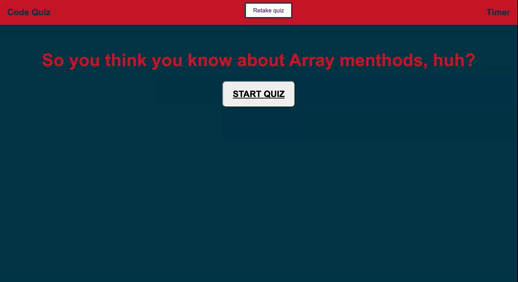 Code Quiz
Retake quiz
Timer
So you think you know about Array menthods, huh?
START QUIZ